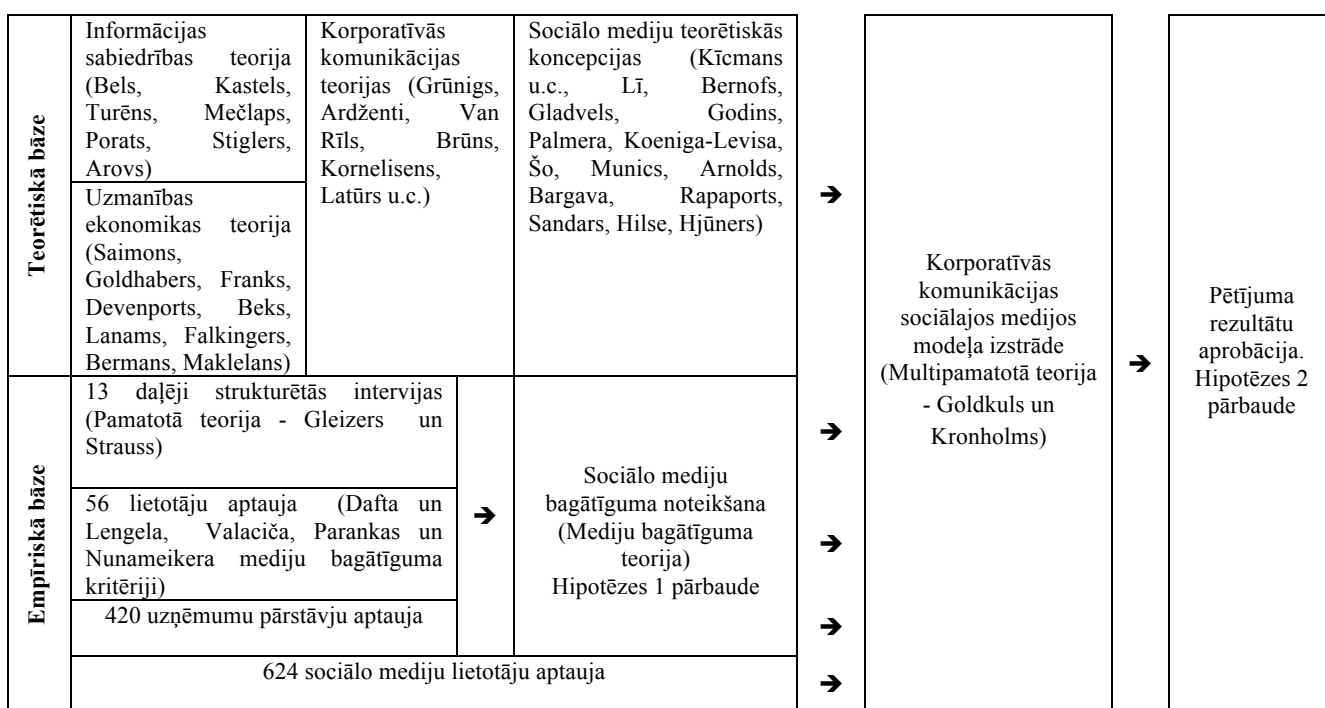 Teorētiskā bāze
Informācijas
sabiedrības teorija
(Bels, Kastels,
Turēns, Mečlaps,
Porats, Stiglers,
Arovs)
Uzmanības
ekonomikas teorija
(Saimons,
Goldhabers, Franks,
Devenports, Beks,
Lanams, Falkingers,
Bermans, Maklelans)
Korporatīvās
komunikācijas
teorijas (Grūnigs,
Ardženti, Van
Rīls, Brūns,
Kornelisens,
Latūrs u.c.)
Sociālo mediju teorētiskās
koncepcijas (Kīcmans
u.c., Lī, Bernofs,
Gladvels, Godins,
Palmera, Koeniga-Levisa,
Šo, Munics, Arnolds,
Bargava, Rapaports,
Sandars, Hilse, Hjūners)
Empīriskā bāze
13 daļēji strukturētās intervijas
(Pamatotā teorija - Gleizers un
Strauss)
56 lietotāju aptauja (Dafta un
Lengela, Valačiča, Parankas un
Nunameikera mediju bagātīguma
kritēriji)
420 uzņēmumu pārstāvju aptauja
➔
Sociālo mediju
bagātīguma noteikšana
(Mediju bagātīguma
teorija)
Hipotēzes 1 pārbaude
624 sociālo mediju lietotāju aptauja
➔
➔
➔
➔
➔
Korporatīvās
komunikācijas
sociālajos medijos
modeļa izstrāde
(Multipamatotā teorija
- Goldkuls un
Kronholms)
➔
Pētījuma
rezultātu
aprobācija.
Hipotēzes 2
pārbaude